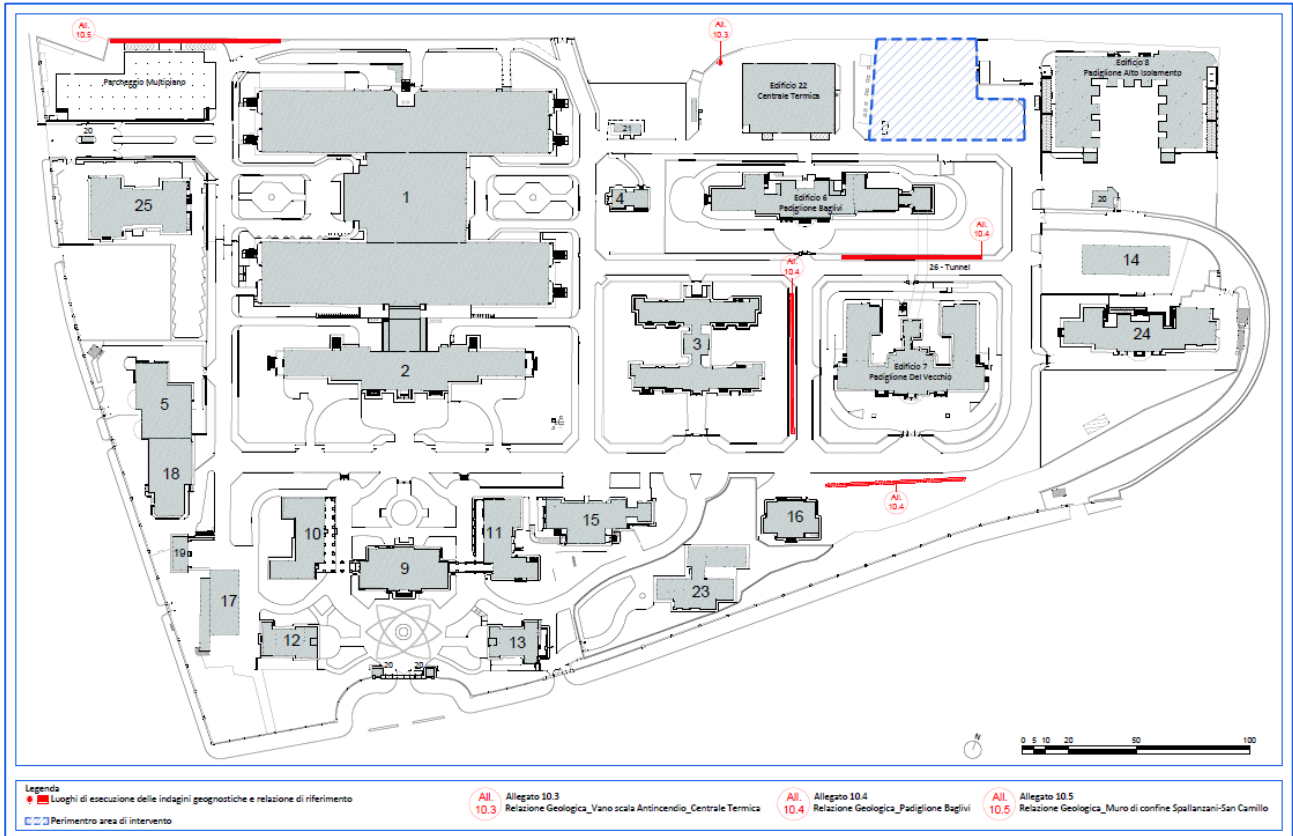 All.
10.5
All.
10.3
Parcheggio Multipiano
Edificio 22
Centrale Termica
Edificio 8
Padiglione Alto Isolamento
20
21
25
1
4
Edificio 6
Padiglione Baglivi
20
All.
10.4
All.
10.4
26 - Tunnel
14
3
24
2
Edificio 7
Padiglione Del Vecchio
5
18
All.
10.4
10
11
15
16
19
9
17
23
12
13
20
20
N
0 5 10 20 50 100
Legenda
Luoghi di esecuzione delle indagini geognostiche e relazione di riferimento
Perimentro area di intervento
All.
10.3
Allegato 10.3
Relazione Geologica_Vano scala Antincendio_Centrale Termica
All.
10.4
Allegato 10.4
Relazione Geologica_Padiglione Baglivi
All.
10.5
Allegato 10.5
Relazione Geologica_Muro di confine Spallanzani-San Camillo